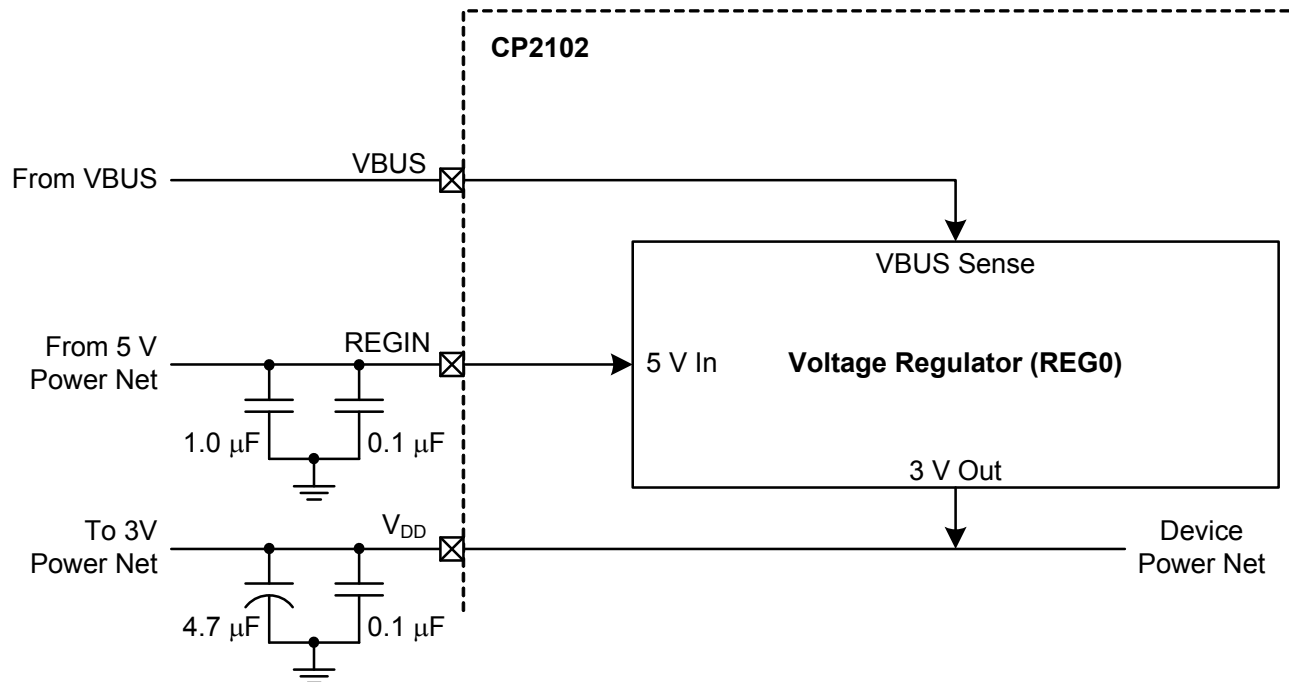 CP2102
VBUS
From VBUS
VBUS Sense
From 5 V
Power Net
REGIN
5 V In
Voltage Regulator (REG0)
1.0 μF
0.1 μF
3 V Out
To 3V
Power Net
VDD
Device
Power Net
4.7 μF
0.1 μF